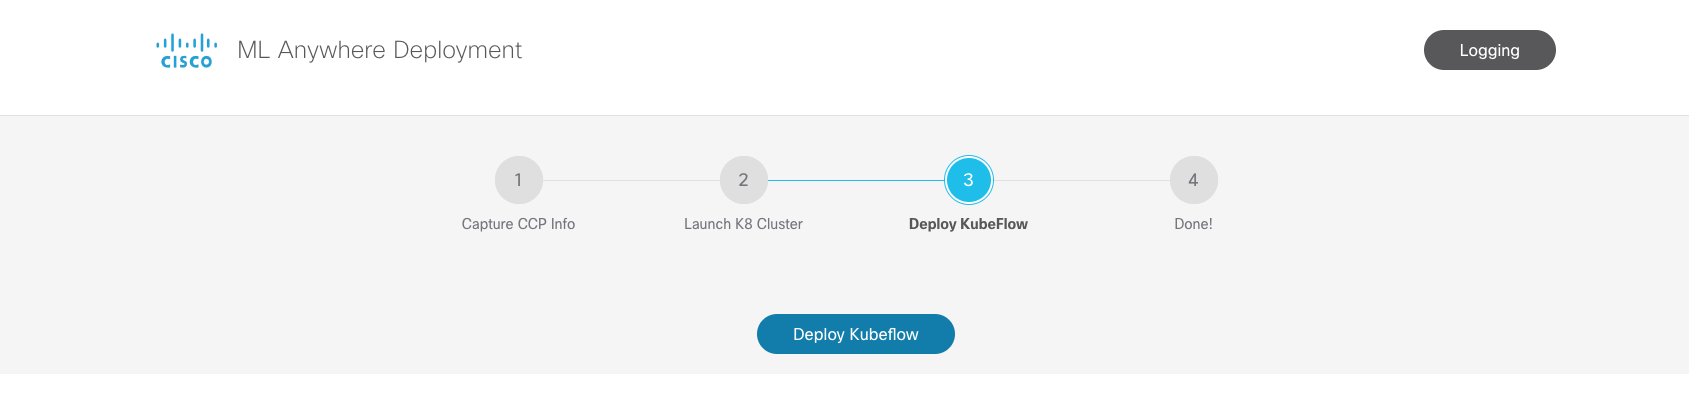 CISCO
ML Anywhere Deployment
Logging
1
2
3
4
Capture CCP Info
Launch K8 Cluster
Deploy KubeFlow
Done!
Deploy Kubeflow